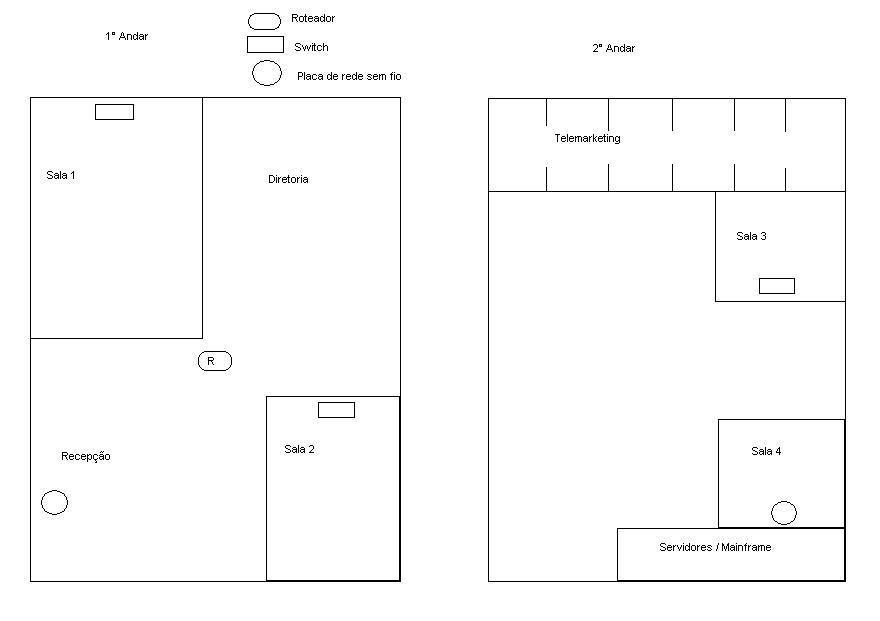 1° Andar
Roteador
Switch
Placa de rede sem fio
Sala 1
Diretoria
R
Recepção
Sala 2
2° Andar
Telemarketing
Sala 3
Sala 4
Servidores / Mainframe